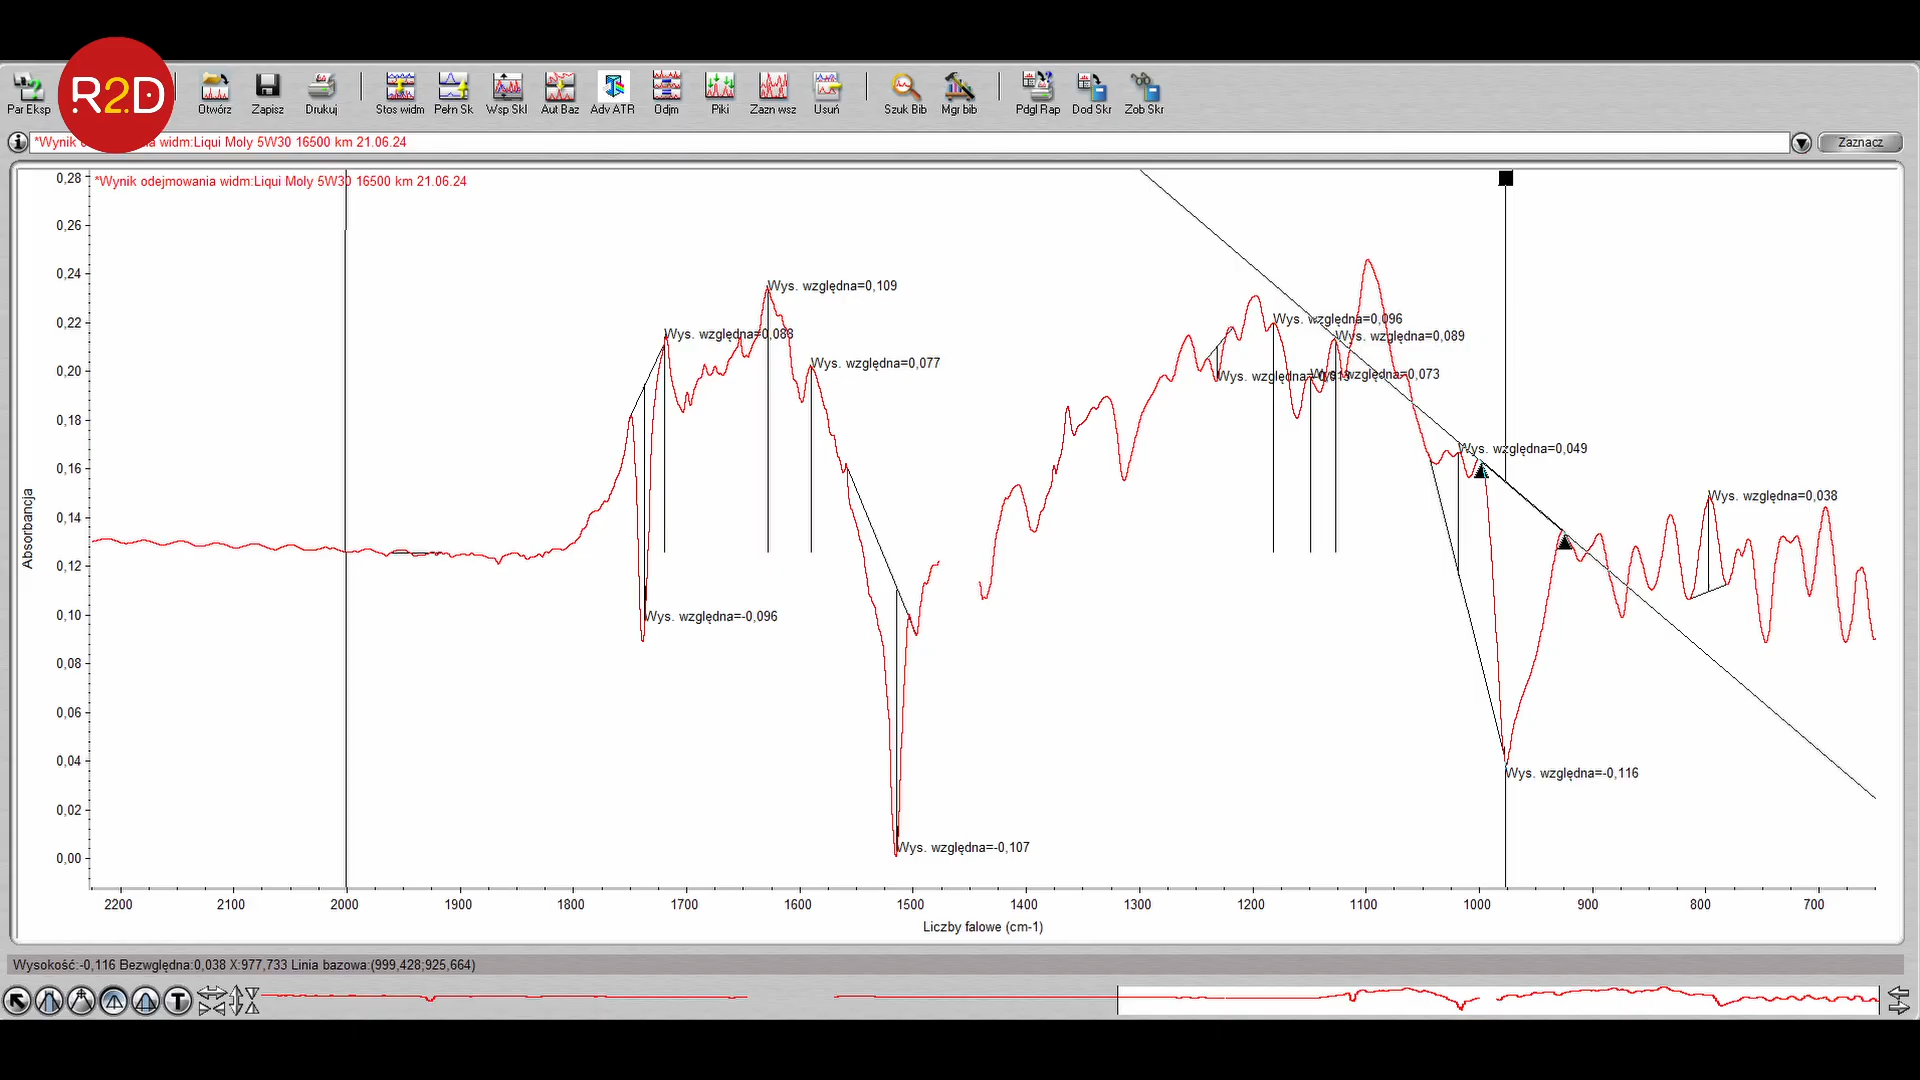 R2D
Par Eksp
Otwórz
Zapisz
Drukuj
Stos widm
Pełn Sk
Wsp Skl
Aut Baz
Adv ATR
Odjm
Piki
Zazn wsz
Usuń
Szuk Bib
Mgr bib
Pdgl Rap
Dod Skr
Zob Skr
*Wynik widm:Liqui Moly 5W30 16500 km 21.06.24
Zaznacz
*Wynik odejmowania widm:Liqui Moly 5W30 16500 km 21.06.24
0,28
0,26
0,24
0,22
0,20
0,18
0,16
0,14
0,12
0,10
0,08
0,06
0,04
0,02
0,00
Absorbancja
Wys. względna=0,109
Wys. względna=0,088
Wys. względna=0,077
Wys. względna=0,096
Wys. względna=0,089
Wys. względna=
Wys. względna=0,073
Wys. względna=0,049
Wys. względna=0,038
Wys. względna=-0,096
Wys. względna=-0,116
Wys. względna=-0,107
2200
2100
2000
1900
1800
1700
1600
1500
1400
1300
1200
1100
1000
900
800
700
Liczby falowe (cm-1)
Wysokość:-0,116 Bezwględna:0,038 X:977,733 Linia bazowa:(999,428;925,664)
T